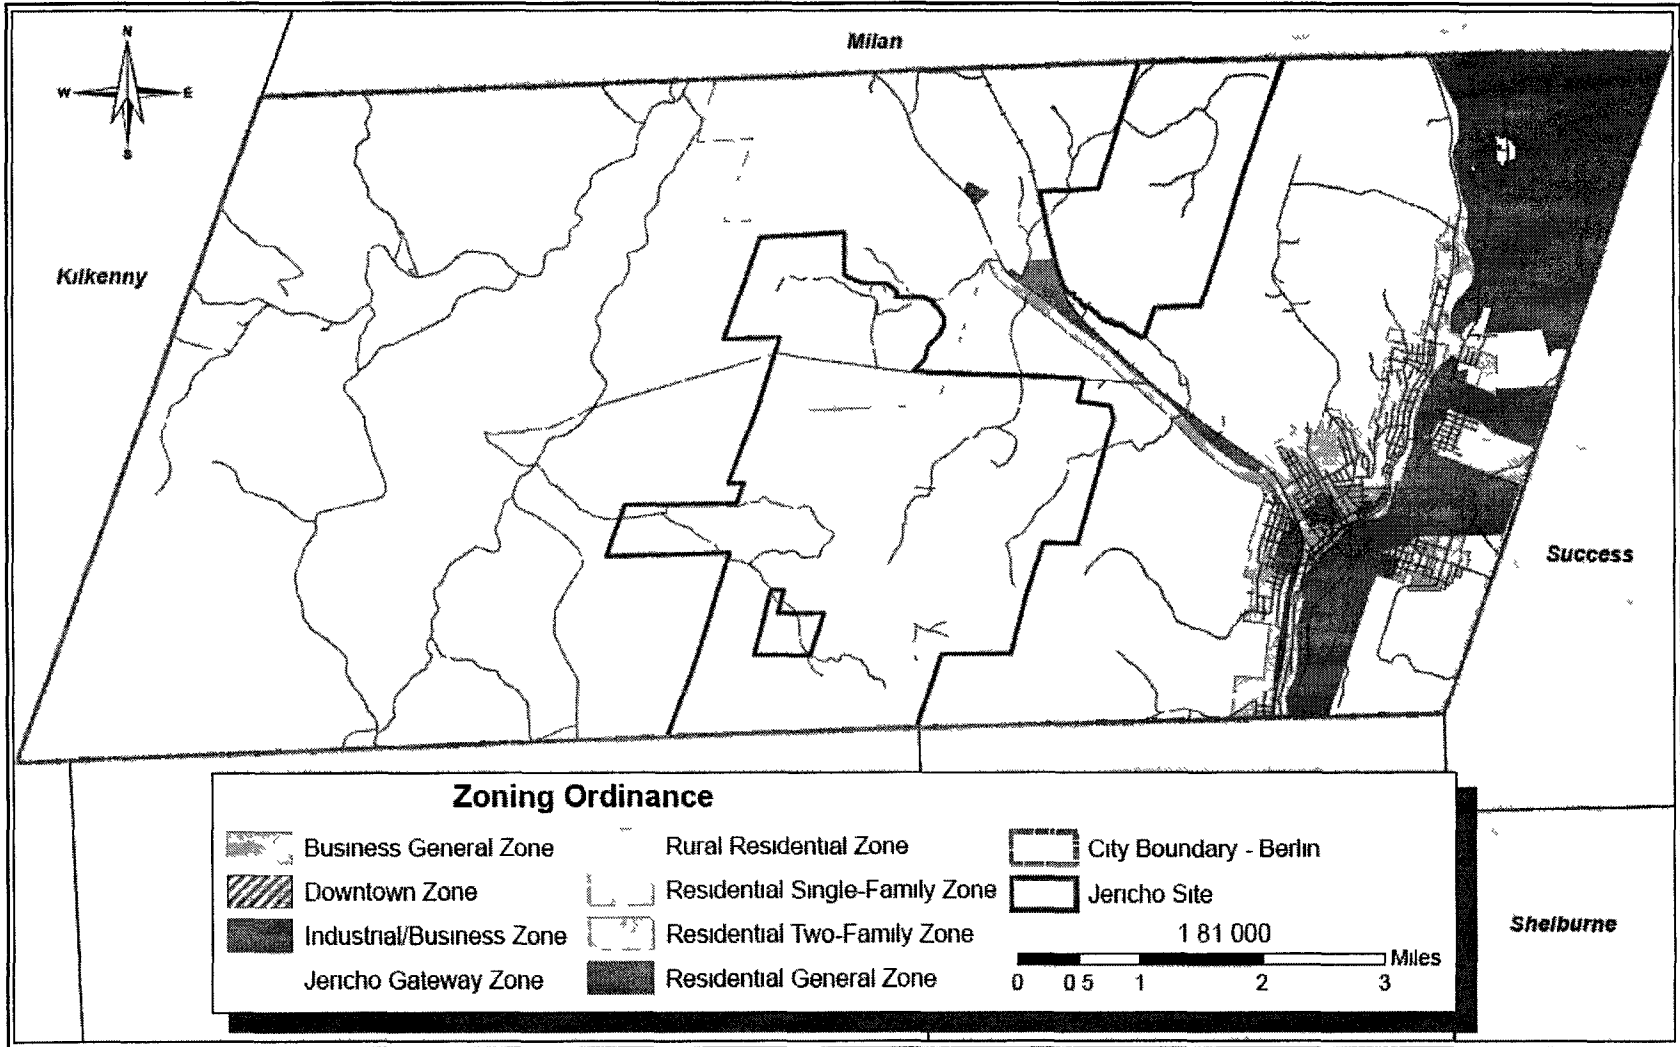 N
Milan
W E
S
Kilkenny
Success
Zoning Ordinance
Business General Zone
Downtown Zone
Industrial/Business Zone
Jericho Gateway Zone
Rural Residential Zone
Residential Single-Family Zone
Residential Two-Family Zone
Residential General Zone
City Boundary - Berlin
Jericho Site
1 81 000
Miles
0 0 5 1 2 3
Shelburne